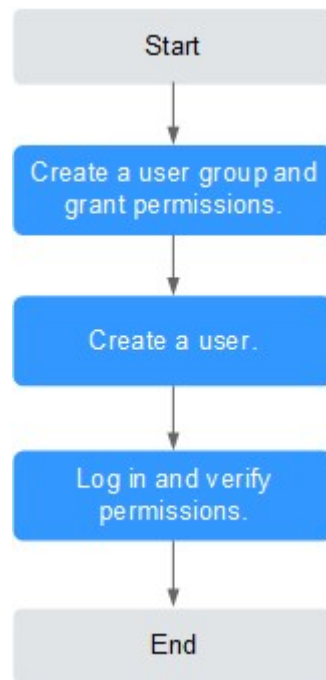 Start
Create a user group and
grant permissions.
Create a user.
Log in and verify
permissions.
End